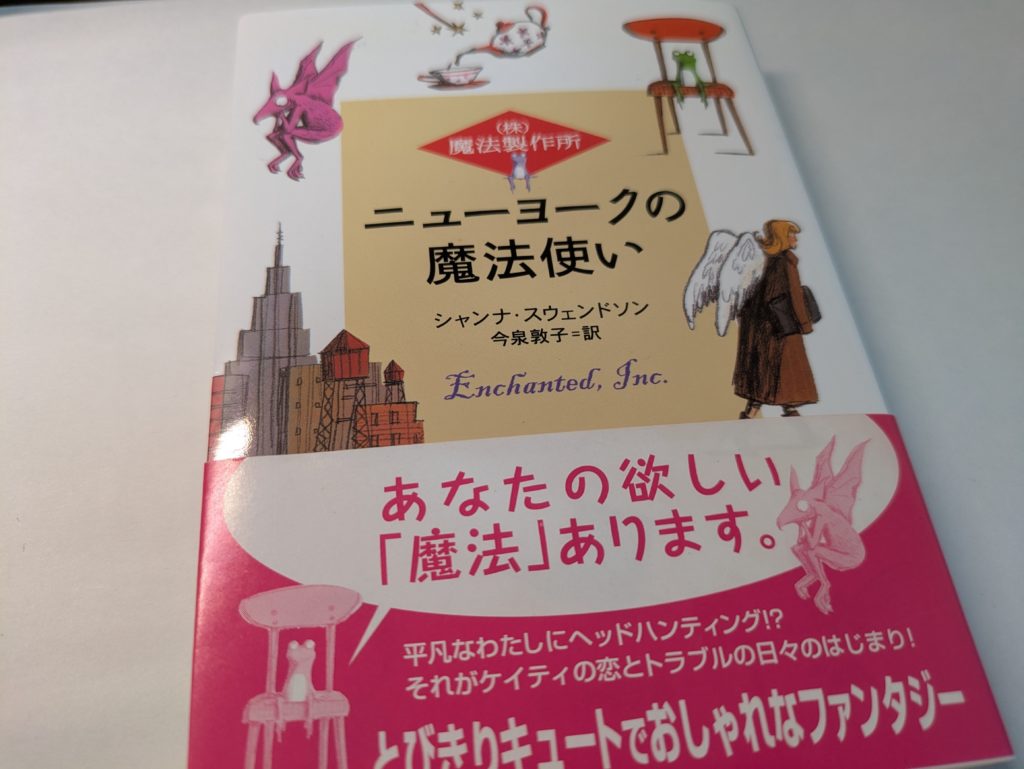 (株)
魔法製作所
ニューヨークの
魔法使い
シャンナ・スウェンドソン
今泉敦子=訳
Enchanted, Inc.
あなたの欲しい
「魔法」あります。
平凡なわたしにヘッドハンティング!?
それがケイティの恋とトラブルの日々のはじまり!
とびきりキュートでおしゃれなファンタジー